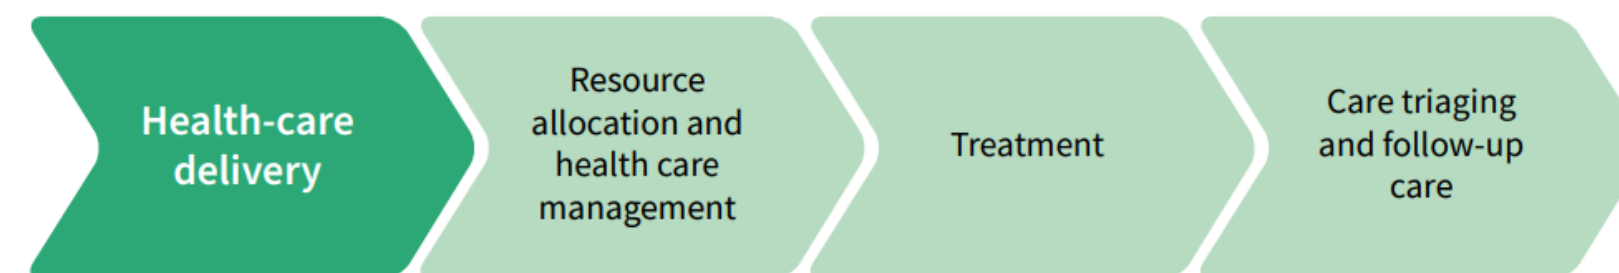 Health-care
delivery
Resource
allocation and
health care
management
Treatment
Care triaging
and follow-up
care